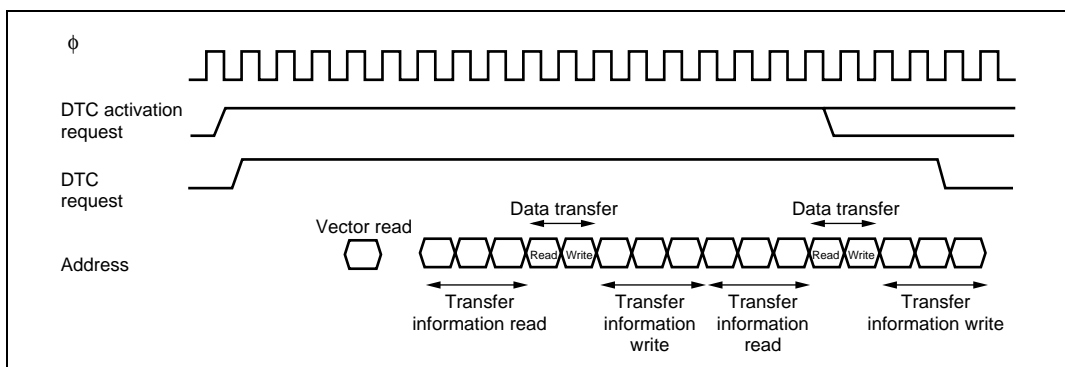 ϕ
DTC activation
request
DTC
request
Data transfer
Data transfer
Vector read
Address
Read
Write
Read
Write
Transfer
information read
Transfer
information
write
Transfer
information
read
Transfer
information write